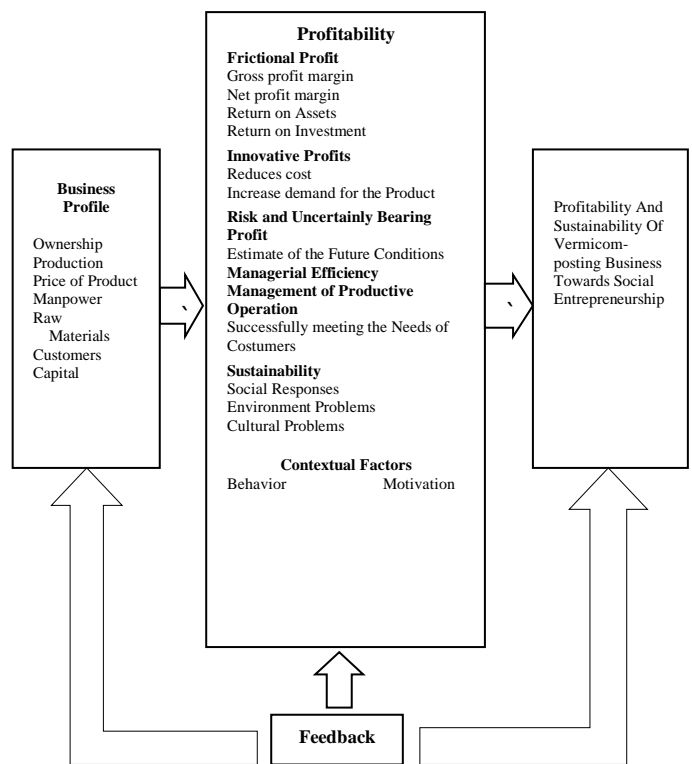 Business
Profile
Ownership
Production
Price of Product
Manpower
Raw
Materials
Customers
Capital
Profitability
Frictional Profit
Gross profit margin
Net profit margin
Return on Assets
Return on Investment
Innovative Profits
Reduces cost
Increase demand for the Product
Risk and Uncertainly Bearing
Profit
Estimate of the Future Conditions
Managerial Efficiency
Management of Productive
Operation
Successfully meeting the Needs of
Costumers
Sustainability
Social Responses
Environment Problems
Cultural Problems
Contextual Factors
Behavior Motivation
Profitability And
Sustainability Of
Vermicom-
posting Business
Towards Social
Entrepreneurship
Feedback